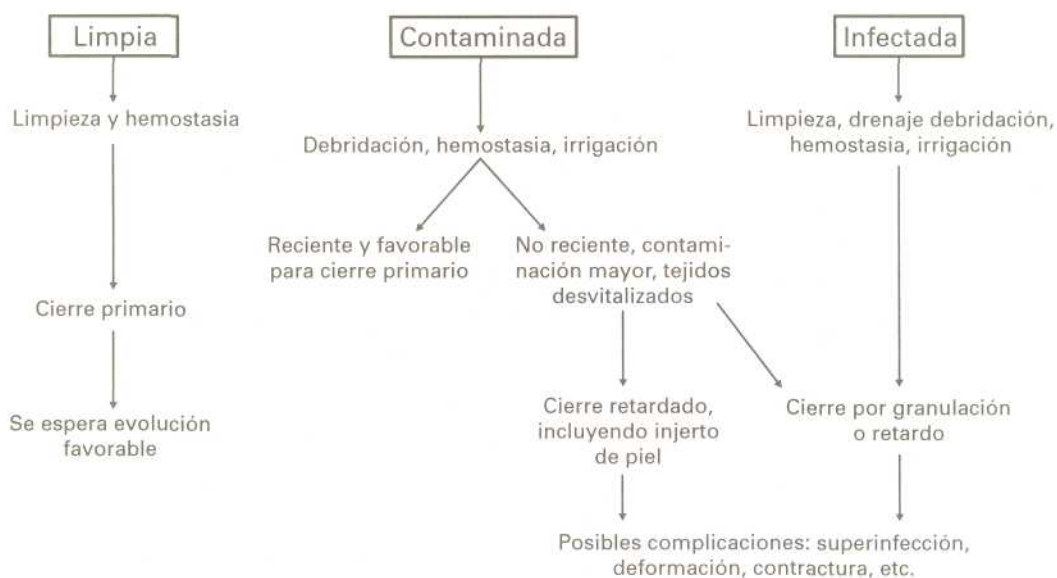 Limpia
Contaminada
Infectada
Limpieza y hemostasia
Debridación, hemostasia, irrigación
Limpieza, drenaje debridación,
hemostasia, irrigación
Reciente y favorable
para cierre primario
No reciente, contami-
nación mayor, tejidos
desvitalizados
Cierre primario
Se espera evolución
favorable
Cierre retardado,
incluyendo injerto
de piel
Cierre por granulación
o retardo
Posibles complicaciones: superinfección,
deformación, contractura, etc.